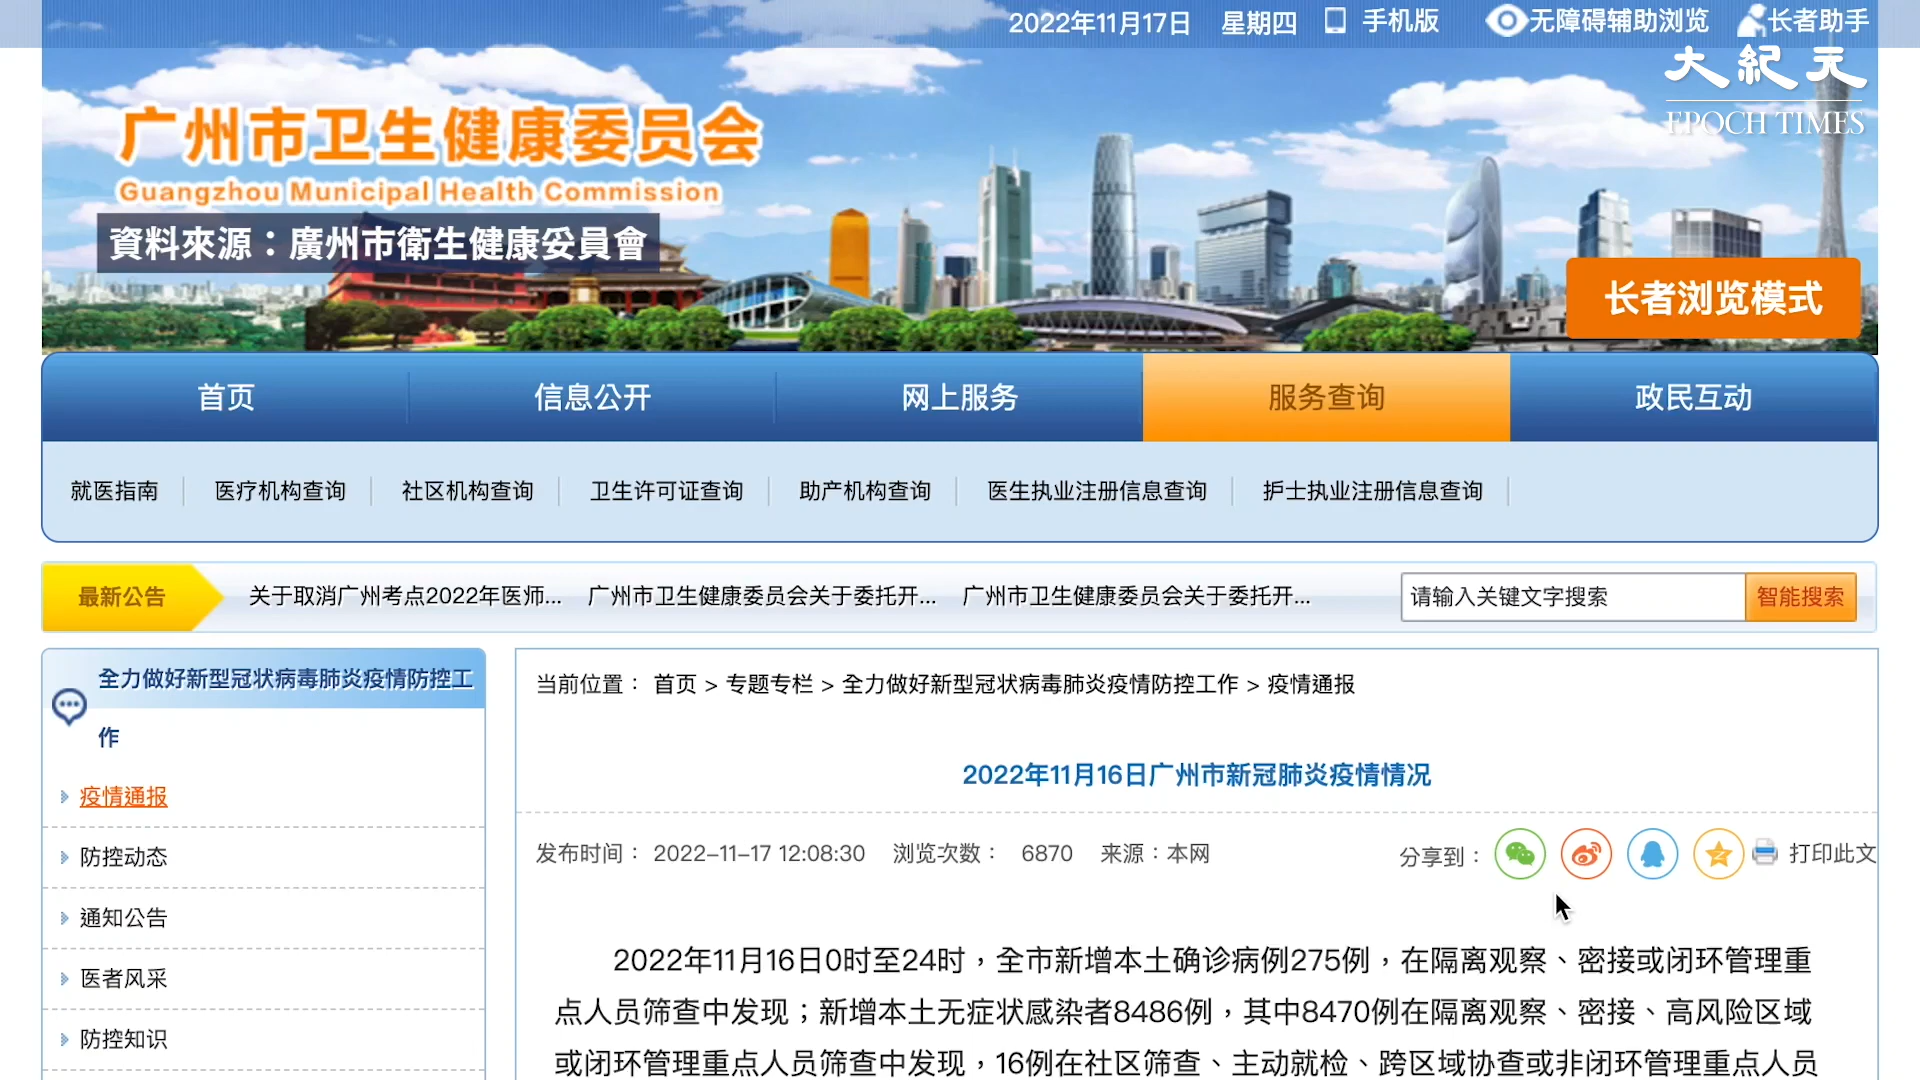 2022年11月17日 星期四 手机版 无障碍辅助浏览 长者助手
大紀元
EPOCH TIMES
广州市卫生健康委员会
Guangzhou Municipal Health Commission
資料來源：廣州市衛生健康委員會
长者浏览模式
首页 信息公开 网上服务 服务查询 政民互动
就医指南 医疗机构查询 社区机构查询 卫生许可证查询 助产机构查询 医生执业注册信息查询 护士执业注册信息查询
最新公告 关于取消广州考点2022年医师... 广州市卫生健康委员会关于委托开... 广州市卫生健康委员会关于委托开... 请输入关键文字搜索 智能搜索
全力做好新型冠状病毒肺炎疫情防控工
作
疫情通报
防控动态
通知公告
医者风采
防控知识
当前位置： 首页 > 专题专栏 > 全力做好新型冠状病毒肺炎疫情防控工作 > 疫情通报
2022年11月16日广州市新冠肺炎疫情情况
发布时间： 2022-11-17 12:08:30 浏览次数： 6870 来源：本网 分享到： 打印此文
2022年11月16日0时至24时，全市新增本土确诊病例275例，在隔离观察、密接或闭环管理重
点人员筛查中发现；新增本土无症状感染者8486例，其中8470例在隔离观察、密接、高风险区域
或闭环管理重点人员筛查中发现，16例在社区筛查、主动就检、跨区域协查或非闭环管理重点人员